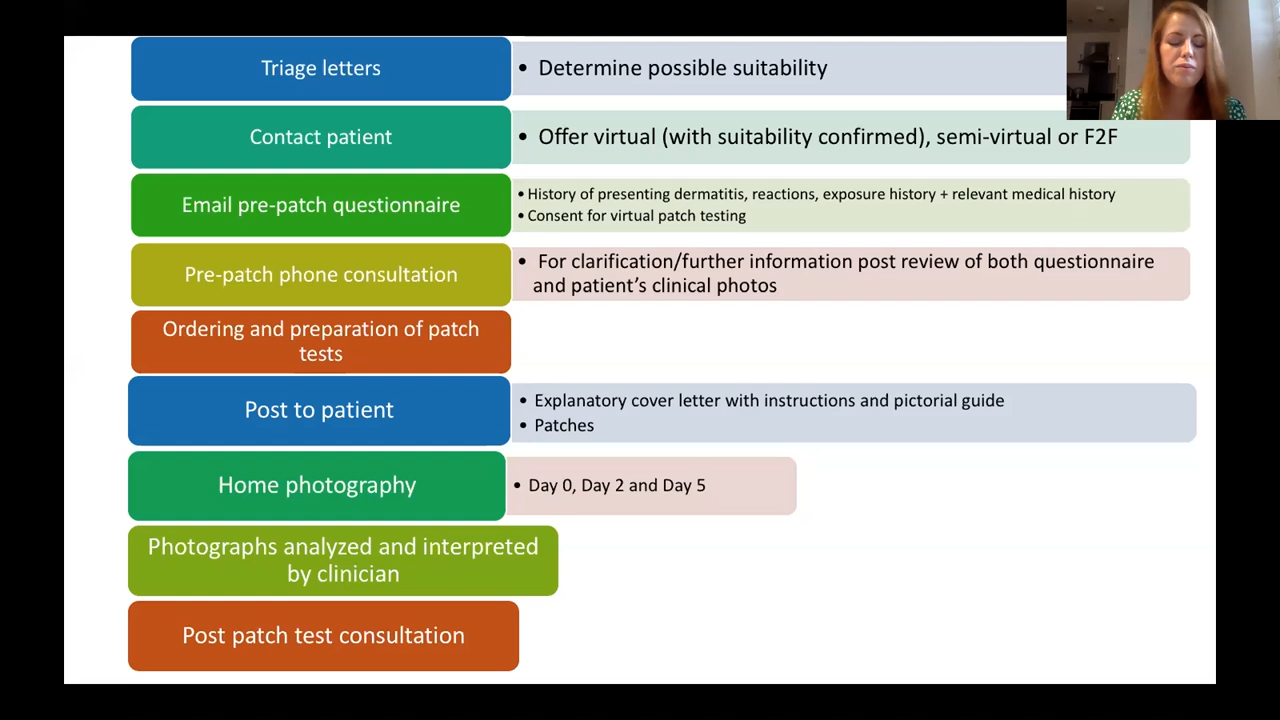 Triage letters
• Determine possible suitability
Contact patient
• Offer virtual (with suitability confirmed), semi-virtual or F2F
Email pre-patch questionnaire
• History of presenting dermatitis, reactions, exposure history + relevant medical history
• Consent for virtual patch testing
Pre-patch phone consultation
• For clarification/further information post review of both questionnaire
and patient's clinical photos
Ordering and preparation of patch
tests
Post to patient
• Explanatory cover letter with instructions and pictorial guide
• Patches
Home photography
• Day 0, Day 2 and Day 5
Photographs analyzed and interpreted
by clinician
Post patch test consultation